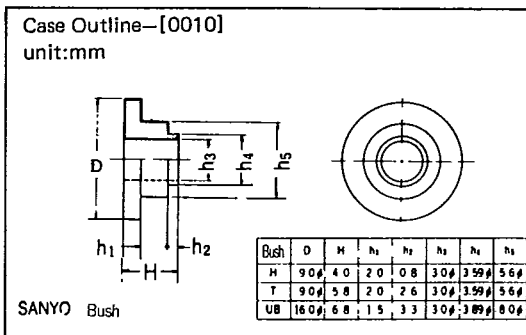 Case Outline–[0010]
unit:mm
D
h₃
h₄
h₅
h₁
h₂
H
Bush D H h₁ h₂ h₃ h₄ h₅
H 9.0ϕ 4.0 2.0 0.8 3.0ϕ 3.59ϕ 5.6ϕ
T 9.0ϕ 5.8 2.0 2.6 3.0ϕ 3.59ϕ 5.6ϕ
UB 16.0ϕ 6.8 1.5 3.3 3.0ϕ 3.89ϕ 8.0ϕ
SANYO Bush